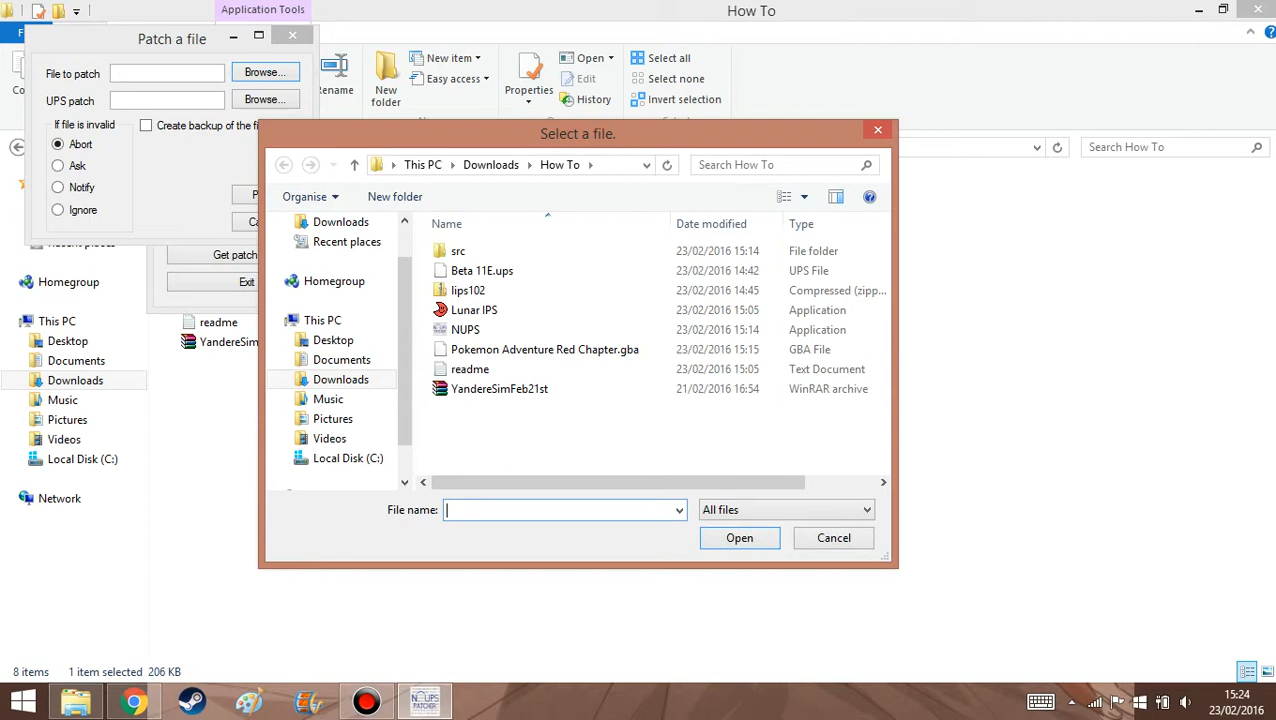 Application Tools
How To
Patch a file
File to patch
Browse...
UPS patch
Browse...
If file is invalid
Create backup of the fi
Abort
Ask
Notify
Ignore
Rename
New
folder
New item
Easy access
Properties
Open
Edit
History
Select all
Select none
Invert selection
Search How To
Get patch
Exit
Homegroup
This PC
Desktop
Documents
Downloads
Music
Pictures
Videos
Local Disk (C:)
Network
readme
YandereSim
Select a file.
This PC
Downloads
How To
Search How To
Organise
New folder
Downloads
Recent places
Homegroup
This PC
Desktop
Documents
Downloads
Music
Pictures
Videos
Local Disk (C:)
Name Date modified Type
src 23/02/2016 15:14 File folder
Beta 11E.ups 23/02/2016 14:42 UPS File
lips102 23/02/2016 14:45 Compressed (zipp...
Lunar IPS 23/02/2016 15:05 Application
NUPS 23/02/2016 15:14 Application
Pokemon Adventure Red Chapter.gba 23/02/2016 15:15 GBA File
readme 23/02/2016 15:05 Text Document
YandereSimFeb21st 21/02/2016 16:54 WinRAR archive
File name:
All files
Open
Cancel
8 items
1 item selected 206 KB
NUPS
PATCHER
15:24
23/02/2016